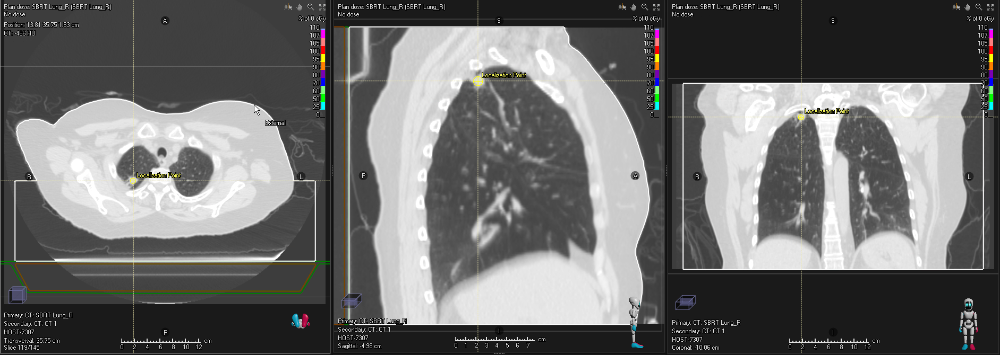 Plan dose: SBRT Lung_R (SBRT Lung_R)
No dose
Position: 13.81 35.75 1.83 cm
CT: -466 HU
% of 0 cGy
110
107
105
100
95
90
80
70
60
50
25
0
A
R
L
P
Localization Point
External
Primary: CT: SBRT Lung_R
Secondary: CT: CT 1
HOST-7307
Transversal: 35.75 cm
Slice 119/145
0 2 4 6 8 10 12 cm
Plan dose: SBRT Lung_R (SBRT Lung_R)
No dose
% of 0 cGy
110
107
105
100
95
90
80
70
60
50
25
0
S
P
A
I
Localization Point
Primary: CT: SBRT Lung_R
Secondary: CT: CT 1
HOST-7307
Sagittal: -4.98 cm
0 1 2 3 4 5 6 7 cm
Plan dose: SBRT Lung_R (SBRT Lung_R)
No dose
% of 0 cGy
110
107
105
100
95
90
80
70
60
50
25
0
S
R
L
I
Localization Point
Primary: CT: SBRT Lung_R
Secondary: CT: CT 1
HOST-7307
Coronal: -10.06 cm
0 2 4 6 8 10 12 cm